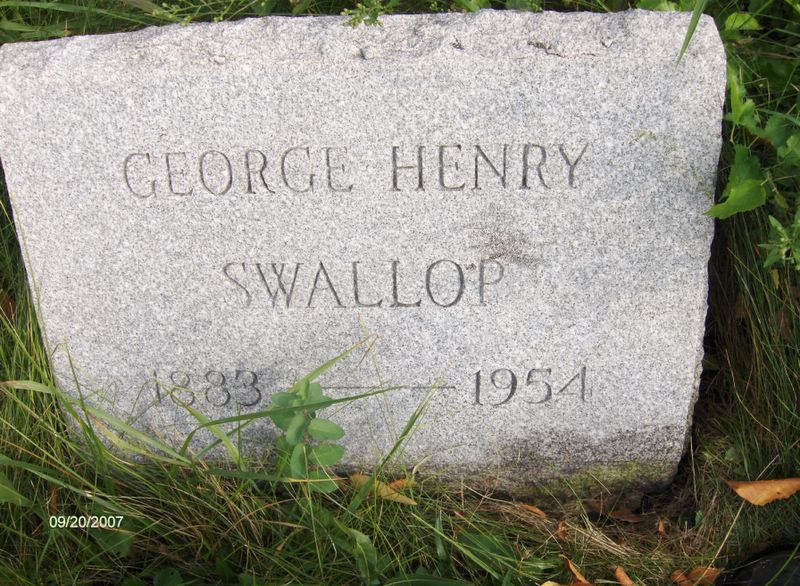 GEORGE HENRY
SWALLOP
1883 — 1954
09/20/2007